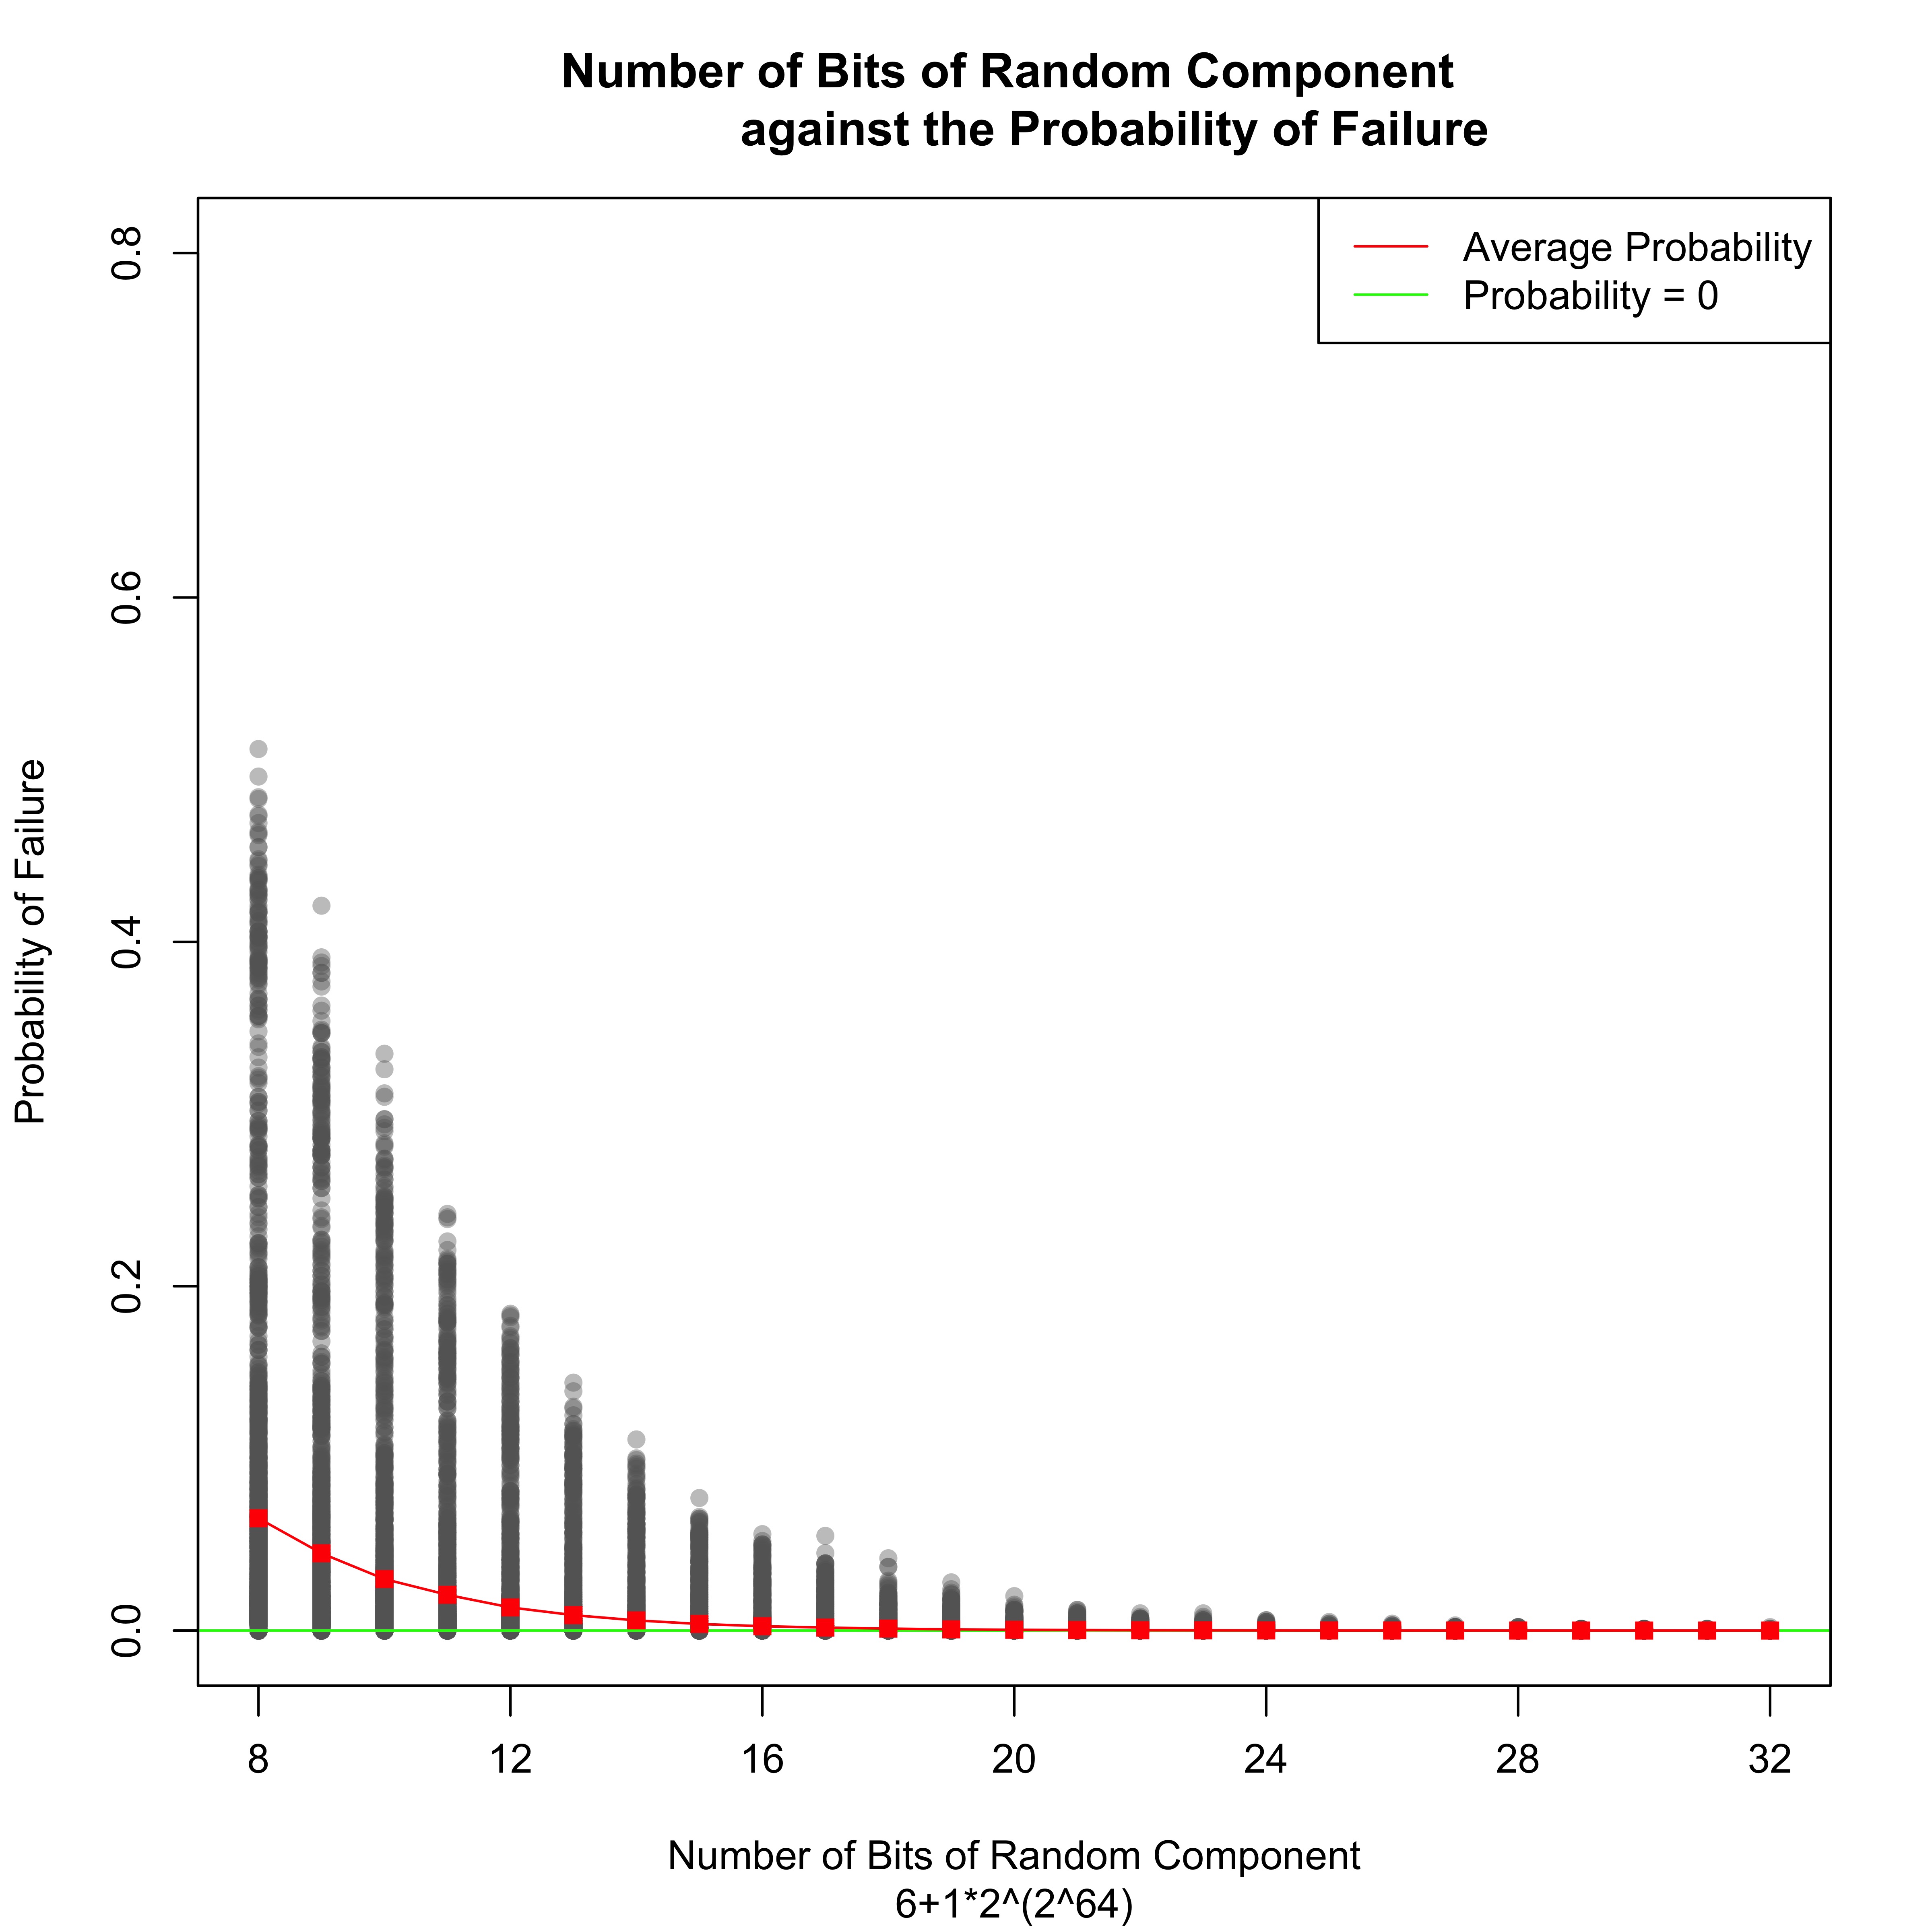 Number of Bits of Random Component
against the Probability of Failure
Average Probability
Probability = 0
0.8
0.6
0.4
0.2
0.0
Probability of Failure
8 12 16 20 24 28 32
Number of Bits of Random Component
6+1*2^(2^64)